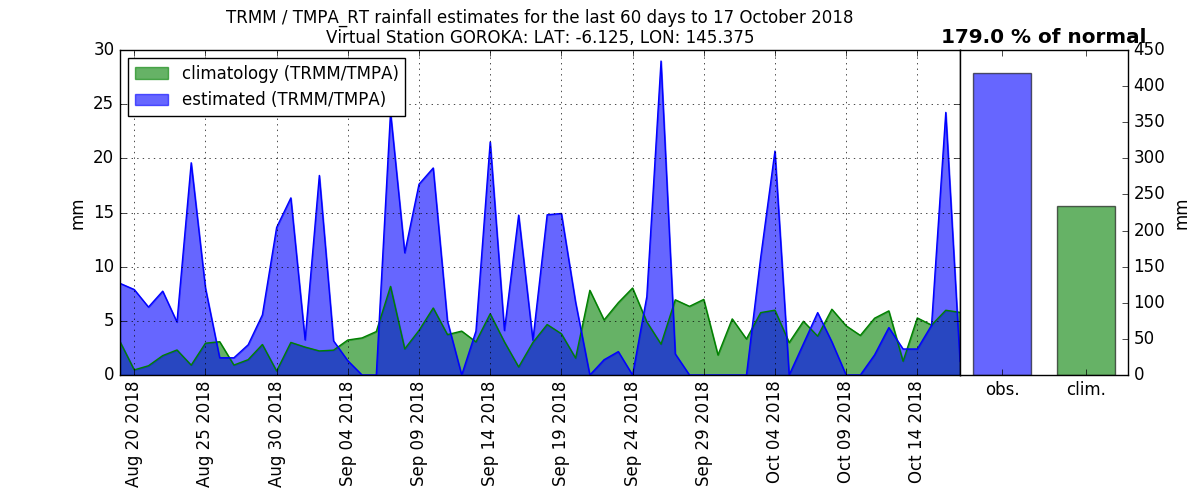 TRMM / TMPA_RT rainfall estimates for the last 60 days to 17 October 2018
Virtual Station GOROKA: LAT: -6.125, LON: 145.375
179.0 % of normal
climatology (TRMM/TMPA)
estimated (TRMM/TMPA)
30
25
20
15
10
5
0
mm
Aug 20 2018
Aug 25 2018
Aug 30 2018
Sep 04 2018
Sep 09 2018
Sep 14 2018
Sep 19 2018
Sep 24 2018
Sep 29 2018
Oct 04 2018
Oct 09 2018
Oct 14 2018
450
400
350
300
250
200
150
100
50
0
mm
obs.
clim.